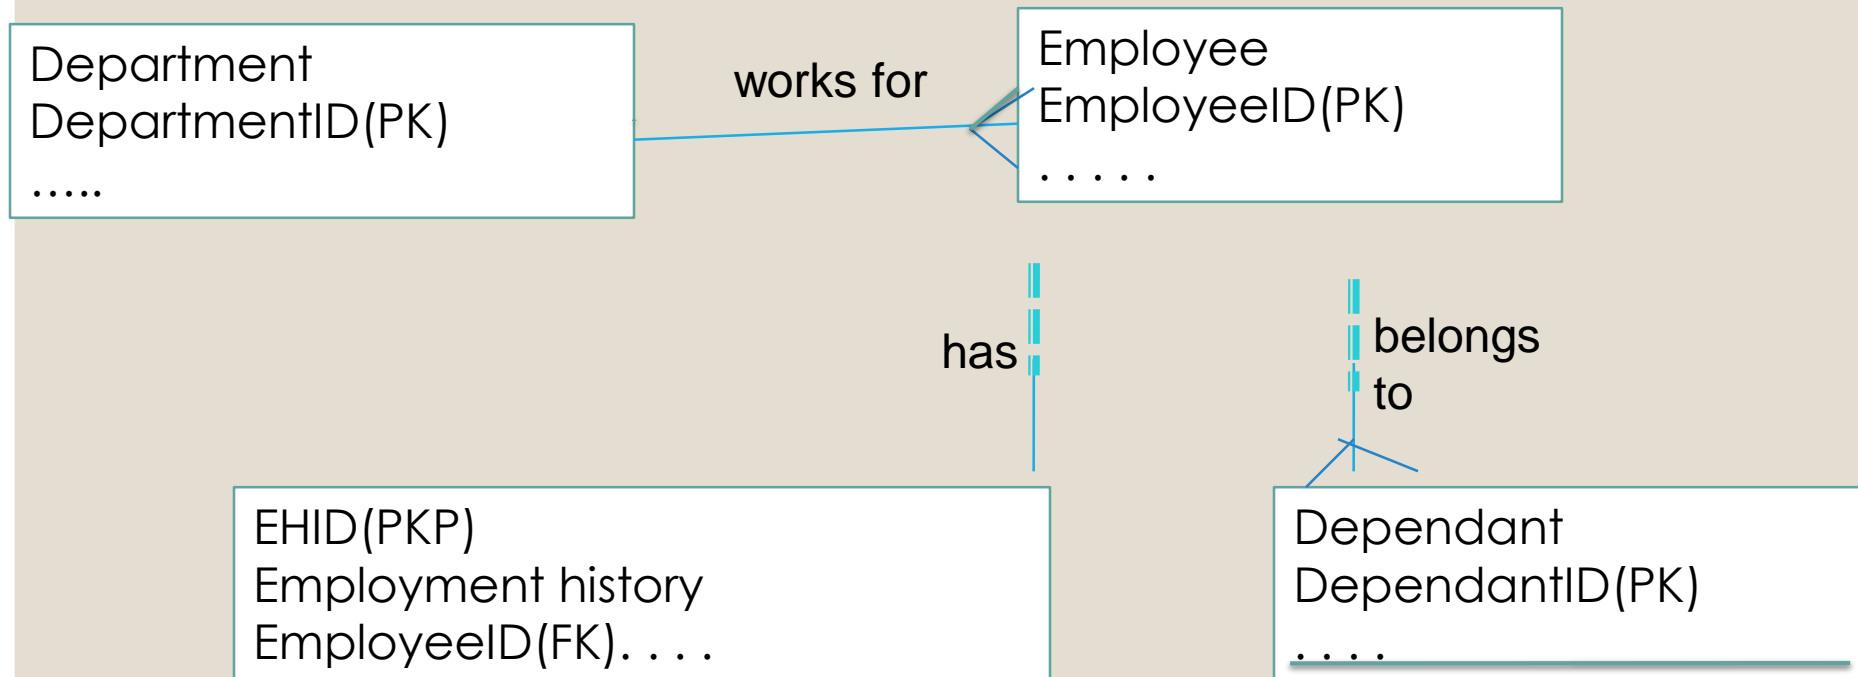 Department
DepartmentID(PK)
…..
works for
Employee
EmployeeID(PK)
. . . . .
has
belongs
to
EHID(PKP)
Employment history
EmployeeID(FK). . . .
Dependant
DependantID(PK)
. . . .